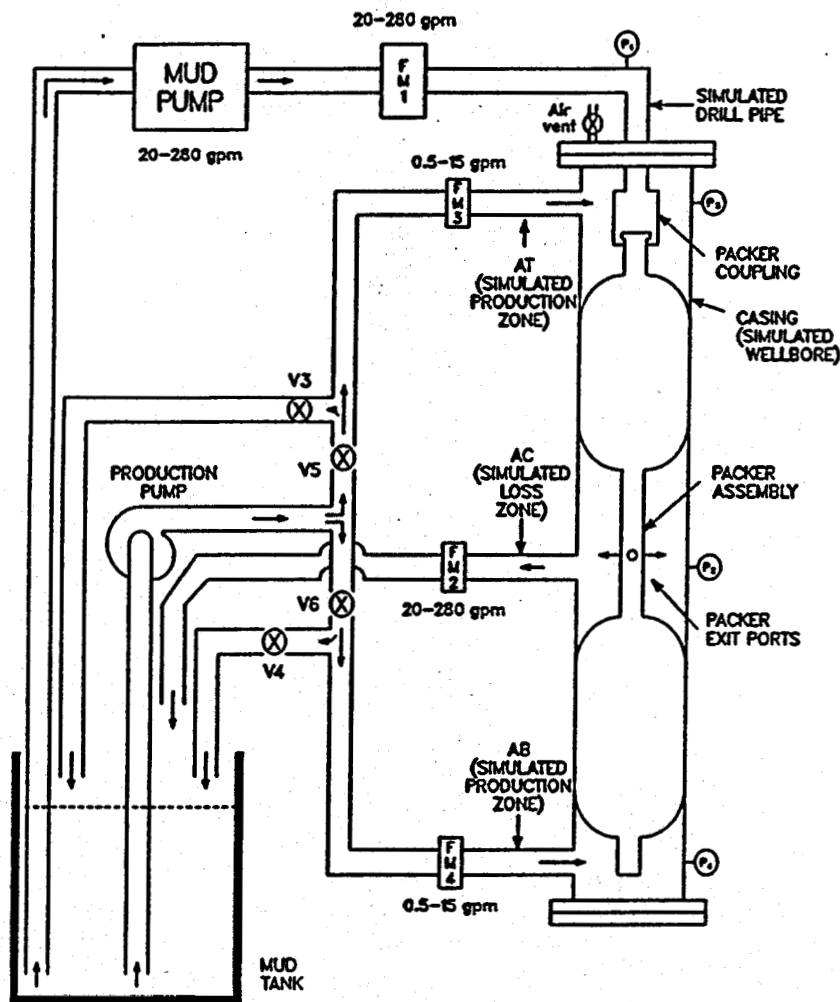 20-280 gpm
MUD
PUMP
20-280 gpm
F
M
1
P₁
SIMULATED
DRILL PIPE
Air
vent
0.5-15 gpm
F
M
3
AT
(SIMULATED
PRODUCTION
ZONE)
PACKER
COUPLING
CASING
(SIMULATED
WELLBORE)
V3
V5
PRODUCTION
PUMP
AC
(SIMULATED
LOSS
ZONE)
PACKER
ASSEMBLY
F
M
2
20-280 gpm
P₂
V6
V4
PACKER
EXIT PORTS
AB
(SIMULATED
PRODUCTION
ZONE)
F
M
4
0.5-15 gpm
P₄
MUD
TANK